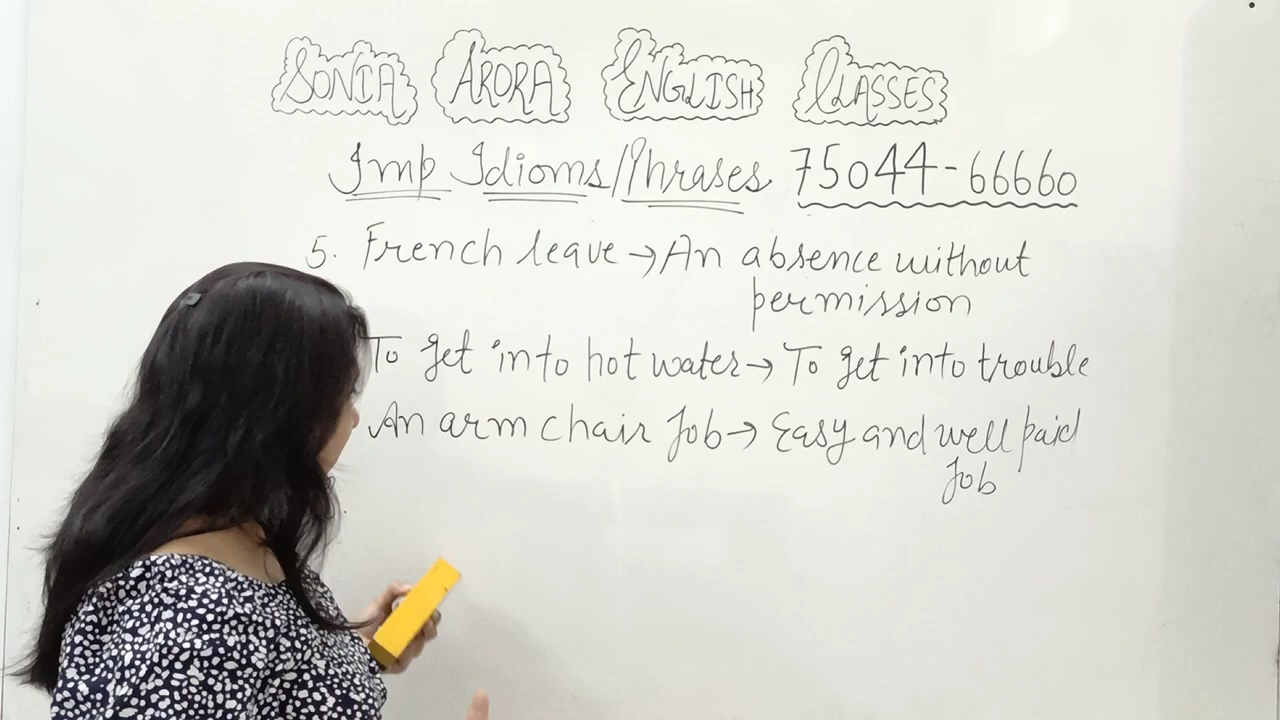 SONIA ARORA ENGLISH CLASSES
Imp Idioms/Phrases 75044-66660
5. French leave → An absence without
permission
To get into hot water → To get into trouble
An arm chair Job → Easy and well paid
Job